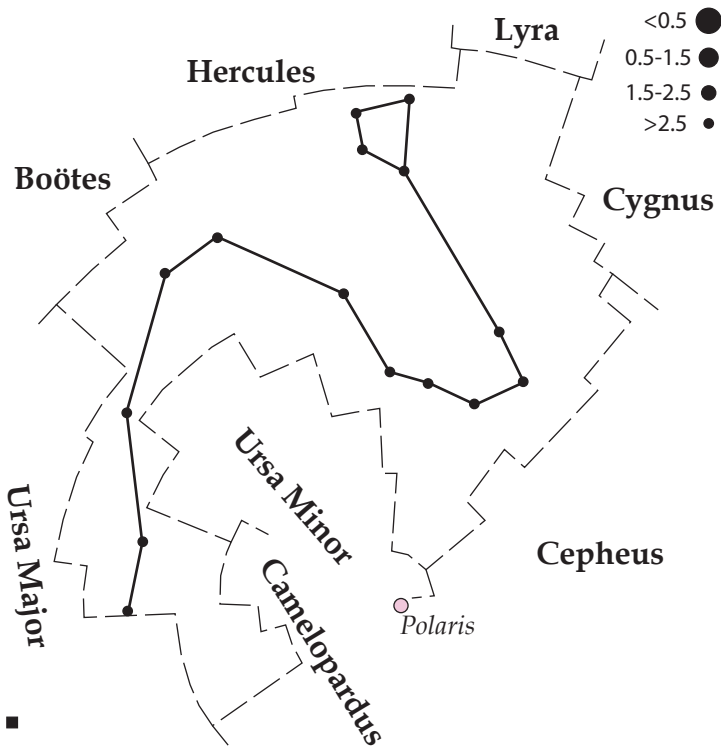 <0.5
Lyra
0.5-1.5
Hercules
1.5-2.5
>2.5
Boötes
Cygnus
Ursa Minor
Ursa Major
Cepheus
Camelopardus
Polaris